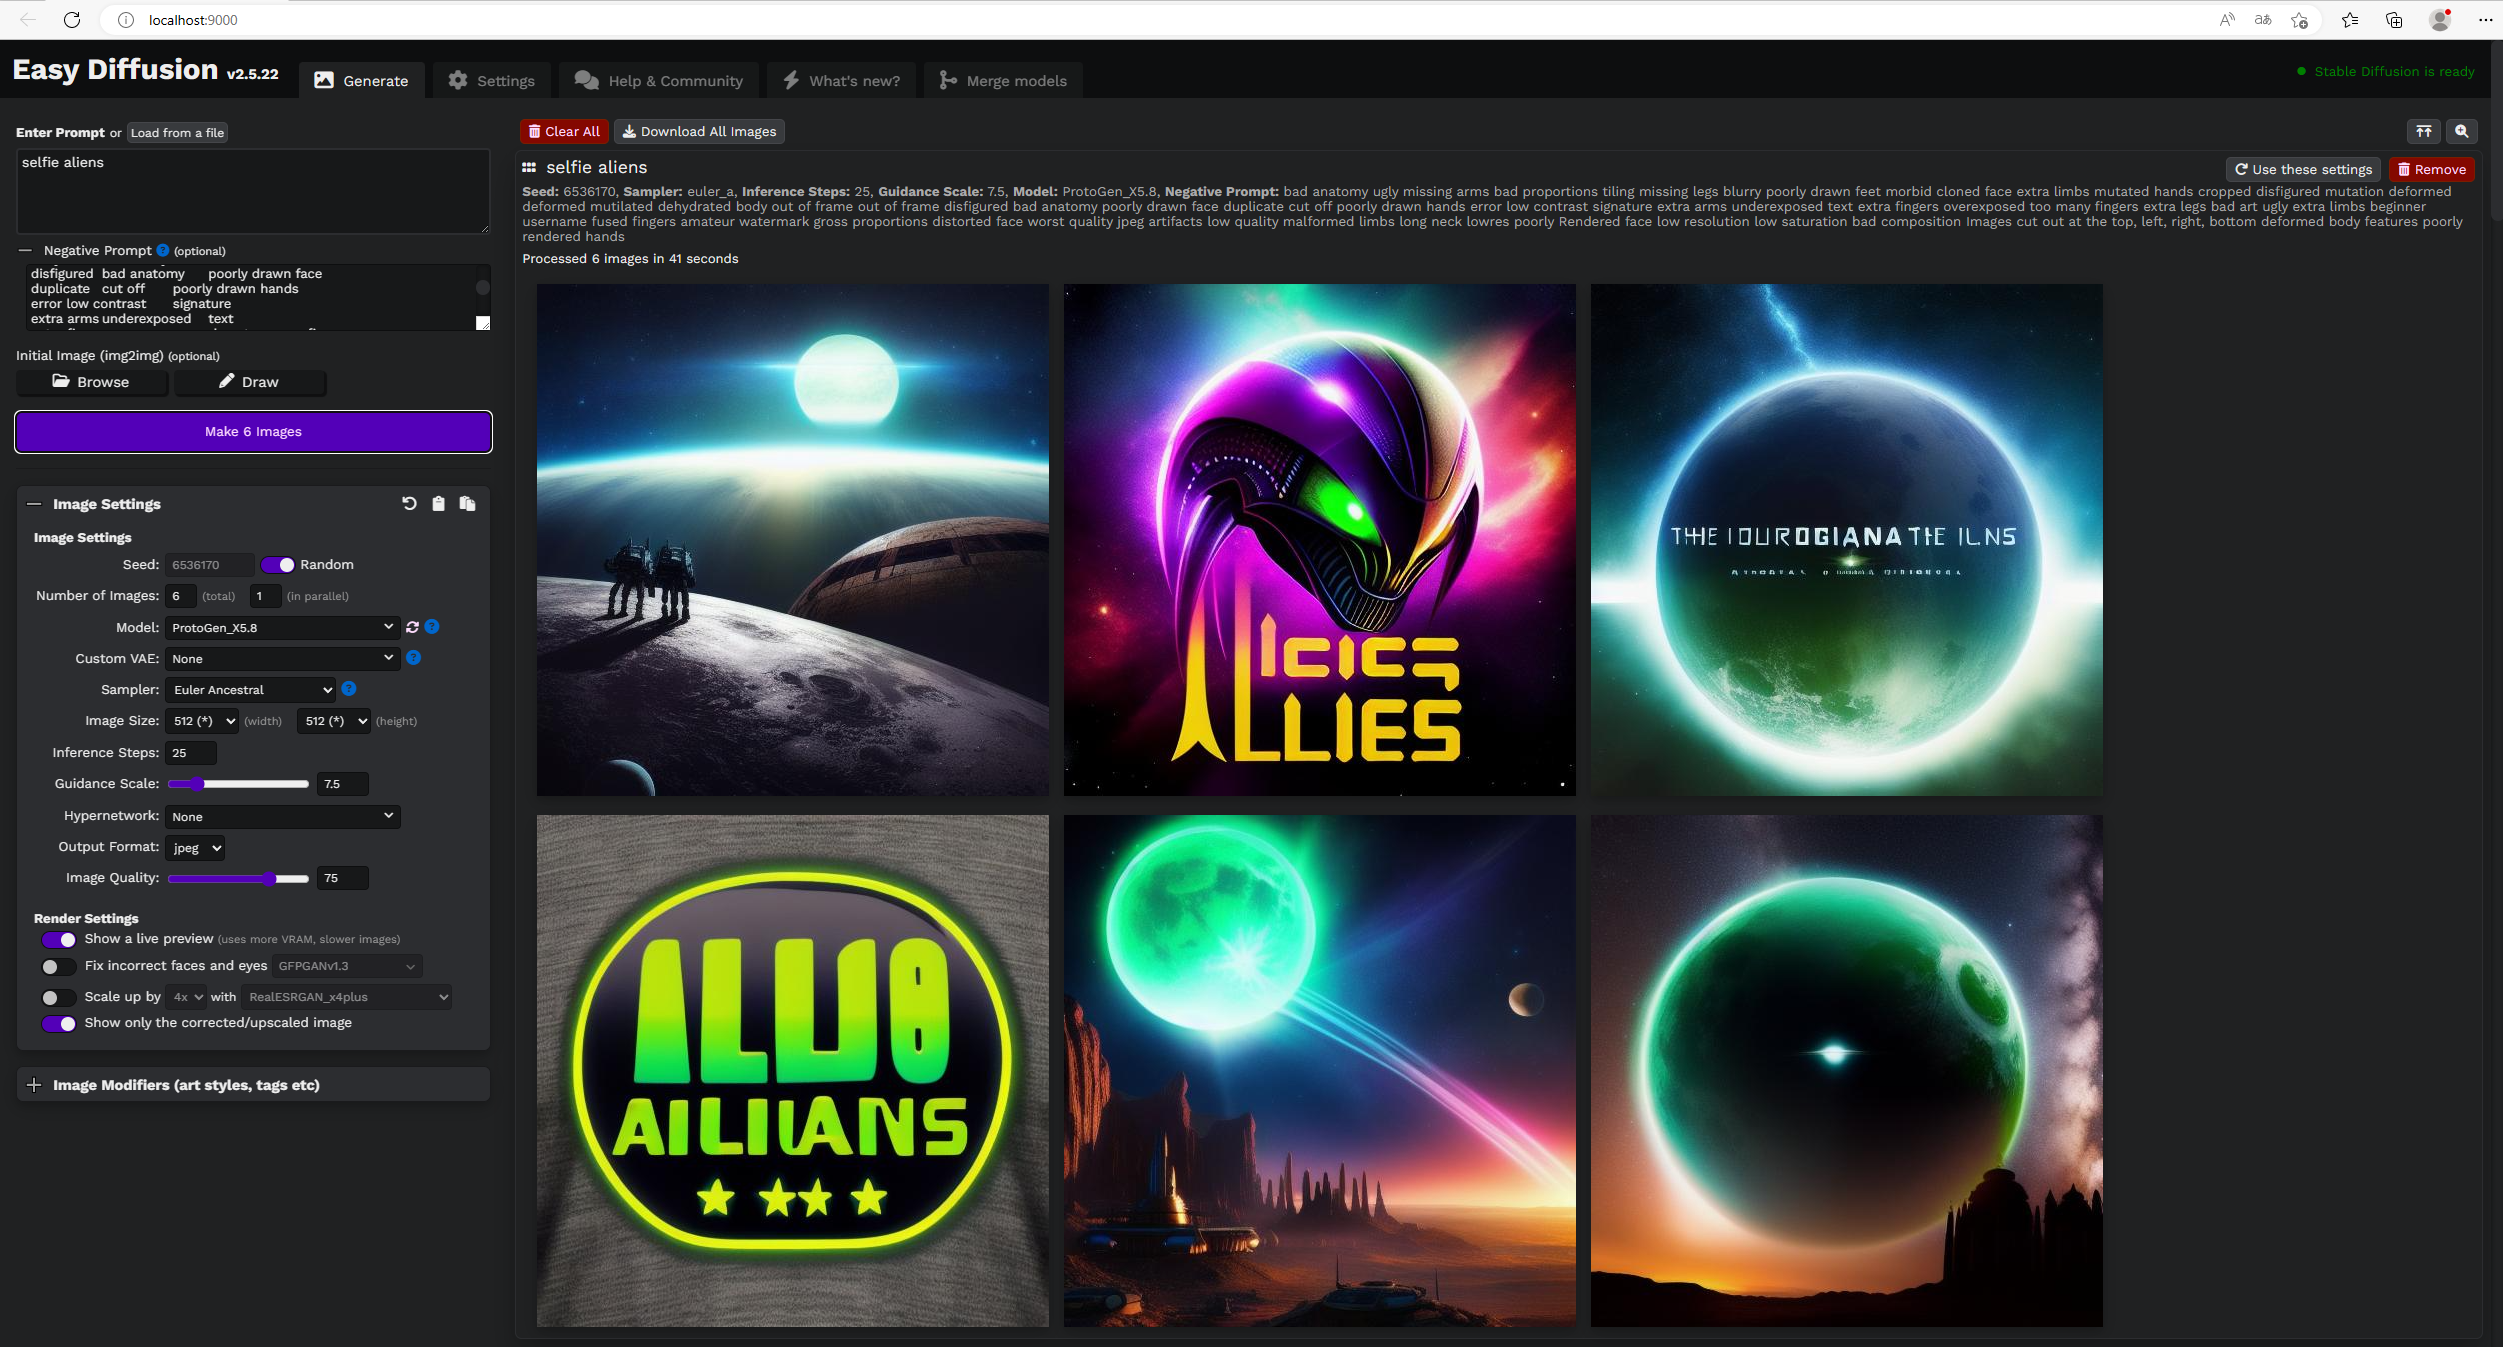 localhost:9000
Easy Diffusion v2.5.22
Generate
Settings
Help & Community
What's new?
Merge models
Stable Diffusion is ready
Enter Prompt or Load from a file
selfie aliens
Negative Prompt ? (optional)
disfigured bad anatomy poorly drawn face
duplicate cut off poorly drawn hands
error low contrast signature
extra arms underexposed text
Initial Image (img2img) (optional)
Browse
Draw
Make 6 Images
Image Settings
Image Settings
Seed: 6536170 Random
Number of Images: 6 (total) 1 (in parallel)
Model: ProtoGen_X5.8 ?
Custom VAE: None ?
Sampler: Euler Ancestral ?
Image Size: 512 (*) (width) 512 (*) (height)
Inference Steps: 25
Guidance Scale: 7.5
Hypernetwork: None
Output Format: jpeg
Image Quality: 75
Render Settings
Show a live preview (uses more VRAM, slower images)
Fix incorrect faces and eyes GFPGANv1.3
Scale up by 4x with RealESRGAN_x4plus
Show only the corrected/upscaled image
Image Modifiers (art styles, tags etc)
Clear All
Download All Images
selfie aliens
Use these settings
Remove
Seed: 6536170, Sampler: euler_a, Inference Steps: 25, Guidance Scale: 7.5, Model: ProtoGen_X5.8, Negative Prompt: bad anatomy ugly missing arms bad proportions tiling missing legs blurry poorly drawn feet morbid cloned face extra limbs mutated hands cropped disfigured mutation deformed
deformed mutilated dehydrated body out of frame out of frame disfigured bad anatomy poorly drawn face duplicate cut off poorly drawn hands error low contrast signature extra arms underexposed text extra fingers overexposed too many fingers extra legs bad art ugly extra limbs beginner
username fused fingers amateur watermark gross proportions distorted face worst quality jpeg artifacts low quality malformed limbs long neck lowres poorly Rendered face low resolution low saturation bad composition Images cut out at the top, left, right, bottom deformed body features poorly
rendered hands
Processed 6 images in 41 seconds
LLIES
AILIIANS